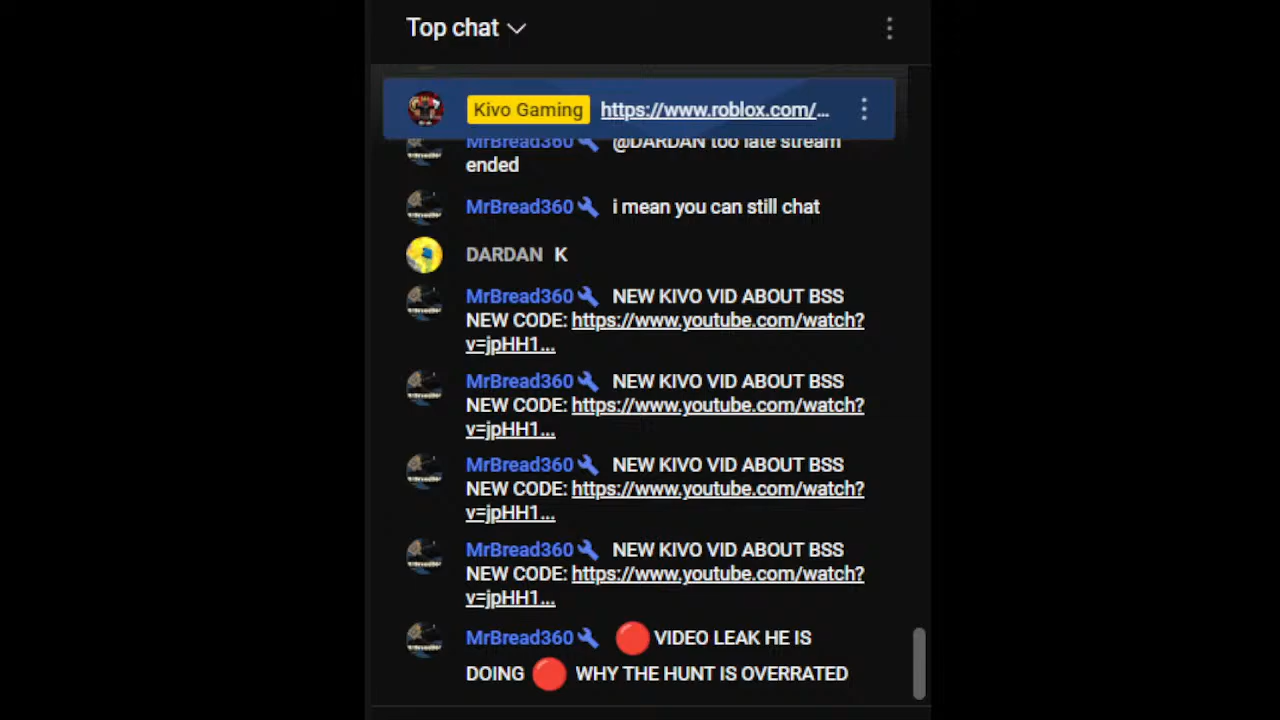 Top chat
Kivo Gaming https://www.roblox.com/...
MrBread360 @DARDAN too late stream
ended
MrBread360 i mean you can still chat
DARDAN K
MrBread360 NEW KIVO VID ABOUT BSS
NEW CODE: https://www.youtube.com/watch?
v=jpHH1...
MrBread360 NEW KIVO VID ABOUT BSS
NEW CODE: https://www.youtube.com/watch?
v=jpHH1...
MrBread360 NEW KIVO VID ABOUT BSS
NEW CODE: https://www.youtube.com/watch?
v=jpHH1...
MrBread360 NEW KIVO VID ABOUT BSS
NEW CODE: https://www.youtube.com/watch?
v=jpHH1...
MrBread360 🔴 VIDEO LEAK HE IS
DOING 🔴 WHY THE HUNT IS OVERRATED